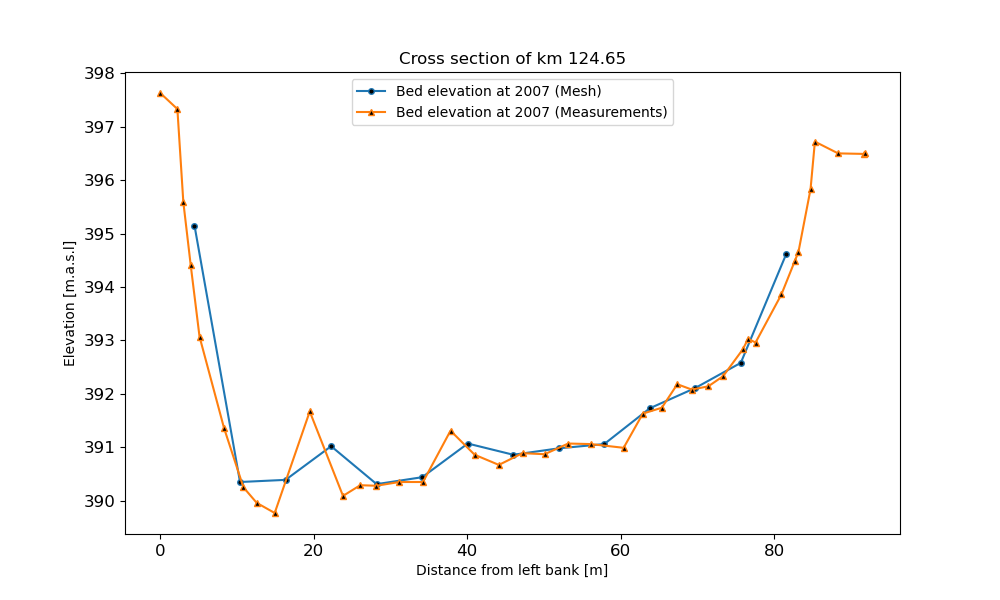 Cross section of km 124.65
Bed elevation at 2007 (Mesh)
Bed elevation at 2007 (Measurements)
398
397
396
395
394
393
392
391
390
Elevation [m.a.s.l]
0 20 40 60 80
Distance from left bank [m]